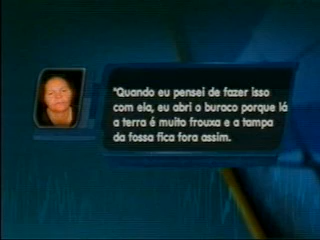 "Quando eu pensei de fazer isso
com ela, eu abri o buraco porque lá
a terra é muito frouxa e a tampa
da fossa fica fora assim.